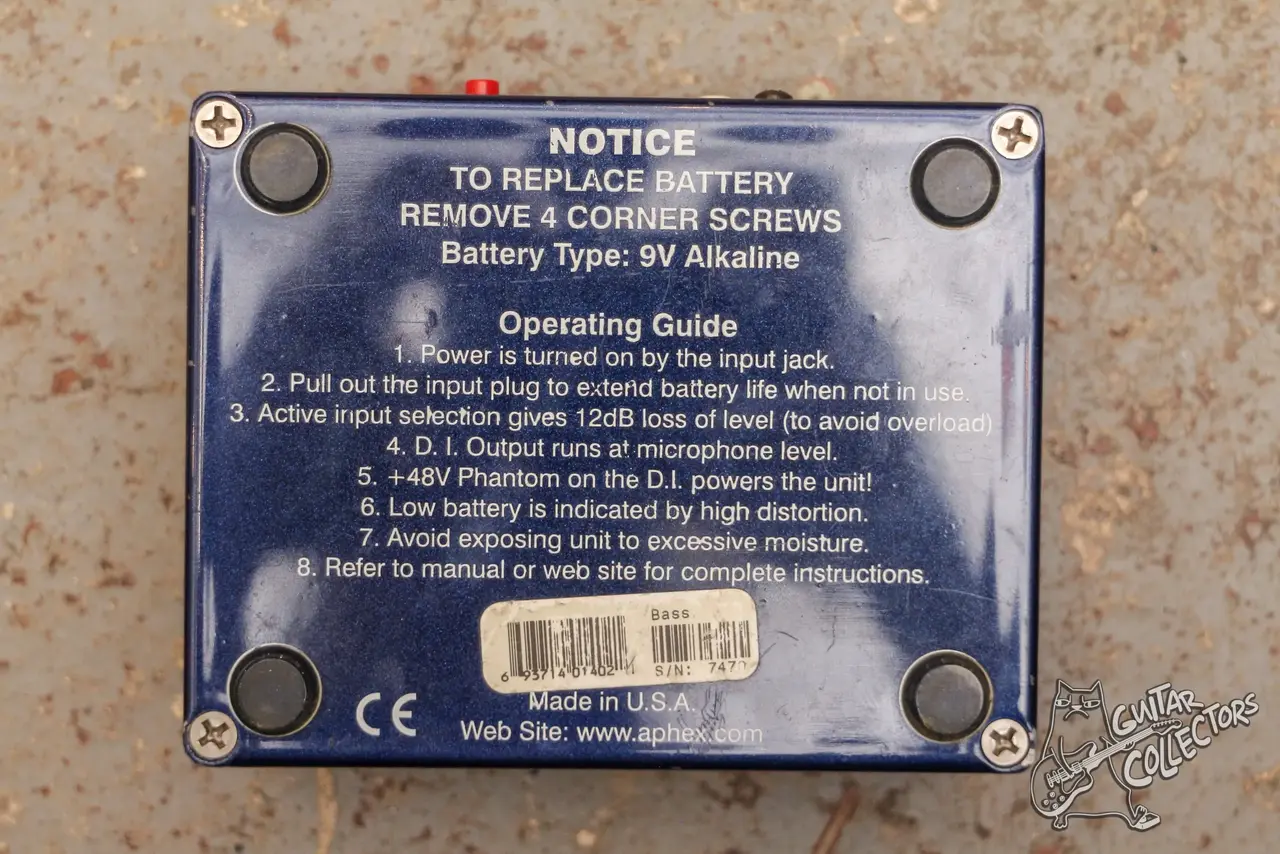 NOTICE
TO REPLACE BATTERY
REMOVE 4 CORNER SCREWS
Battery Type: 9V Alkaline
Operating Guide
1. Power is turned on by the input jack.
2. Pull out the input plug to extend battery life when not in use.
3. Active input selection gives 12dB loss of level (to avoid overload)
4. D. I. Output runs at microphone level.
5. +48V Phantom on the D.I. powers the unit!
6. Low battery is indicated by high distortion.
7. Avoid exposing unit to excessive moisture.
8. Refer to manual or web site for complete instructions.
Bass
6 93714 01402
S/N: 7470
CE
Made in U.S.A.
Web Site: www.aphex.com
GUITAR
COLLECTORS